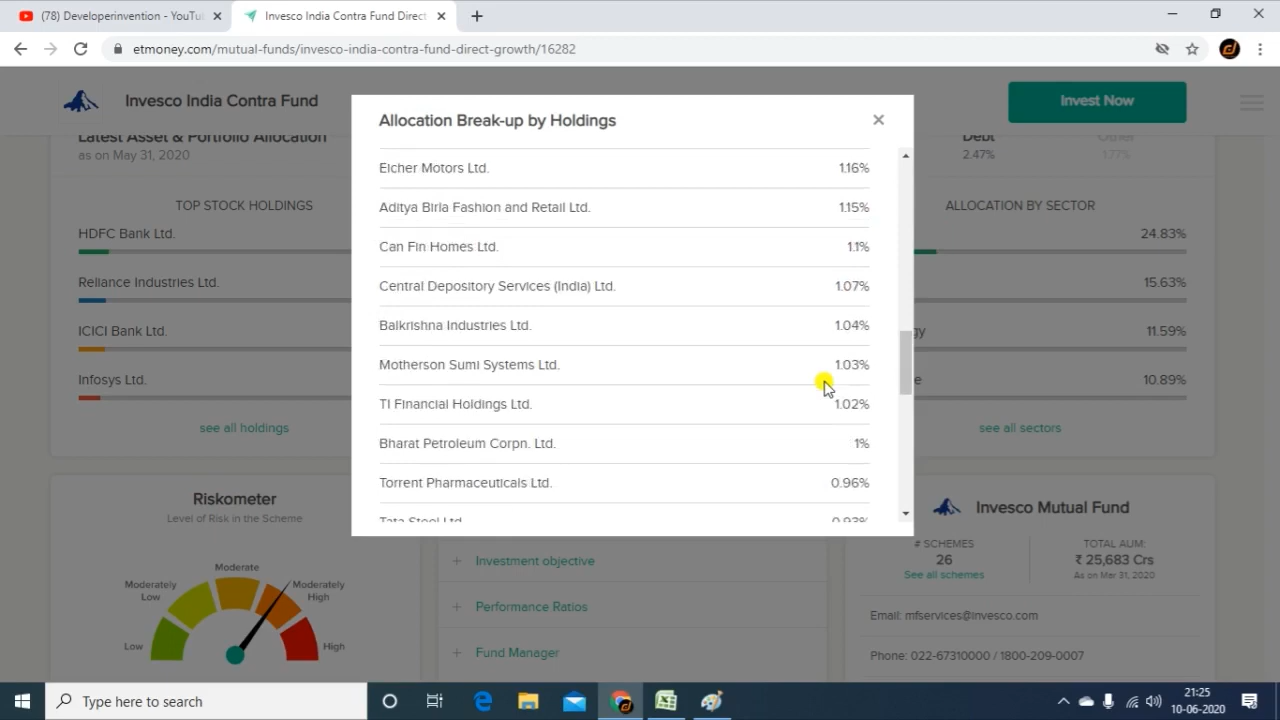 (78) Developerinvention - YouTu
Invesco India Contra Fund Direct
etmoney.com/mutual-funds/invesco-india-contra-fund-direct-growth/16282
Invesco India Contra Fund
Invest Now
Latest Asset & Portfolio Allocation
as on May 31, 2020
Debt
2.47%
Other
1.77%
TOP STOCK HOLDINGS
HDFC Bank Ltd.
Reliance Industries Ltd.
ICICI Bank Ltd.
Infosys Ltd.
see all holdings
Allocation Break-up by Holdings
Eicher Motors Ltd. 1.16%
Aditya Birla Fashion and Retail Ltd. 1.15%
Can Fin Homes Ltd. 1.1%
Central Depository Services (India) Ltd. 1.07%
Balkrishna Industries Ltd. 1.04%
Motherson Sumi Systems Ltd. 1.03%
TI Financial Holdings Ltd. 1.02%
Bharat Petroleum Corpn. Ltd. 1%
Torrent Pharmaceuticals Ltd. 0.96%
Tata Steel Ltd. 0.93%
ALLOCATION BY SECTOR
24.83%
15.63%
gy 11.59%
e 10.89%
see all sectors
Riskometer
Level of Risk in the Scheme
Low
Moderately
Low
Moderate
Moderately
High
High
+ Investment objective
+ Performance Ratios
+ Fund Manager
Invesco Mutual Fund
# SCHEMES
26
See all schemes
TOTAL AUM:
₹ 25,683 Crs
As on Mar 31, 2020
Email: mfservices@invesco.com
Phone: 022-67310000 / 1800-209-0007
Type here to search
21:25
10-06-2020